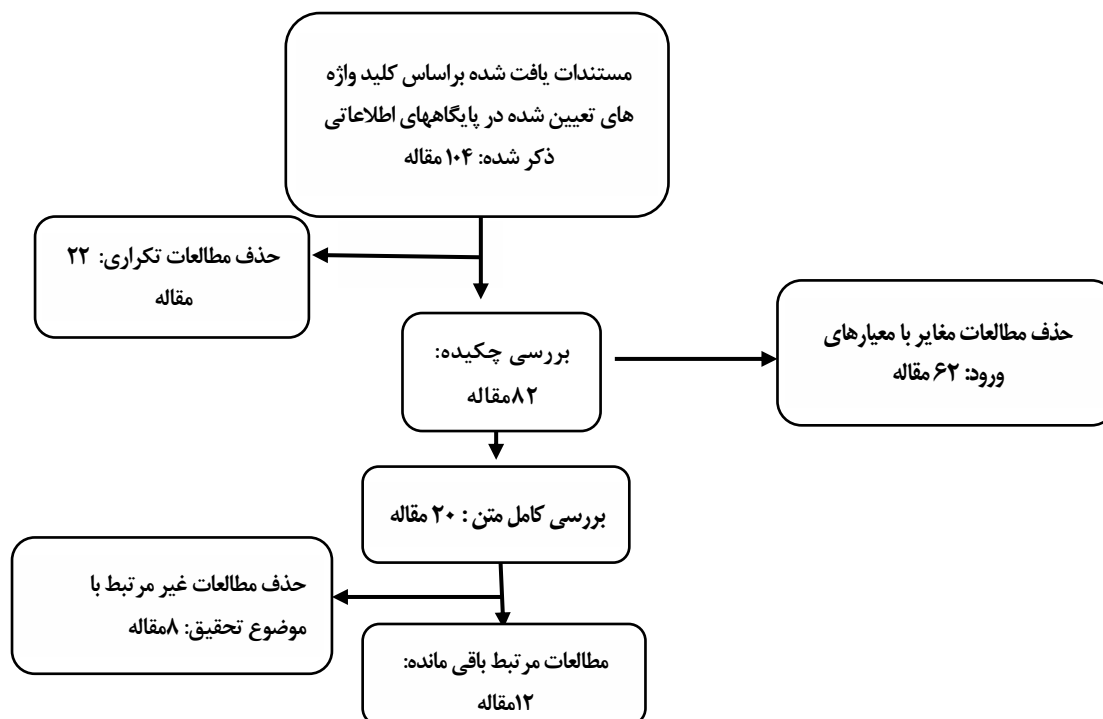 مستندات یافت شده براساس کلید واژه
های تعیین شده در پایگاههای اطلاعاتی
ذکر شده: ۱۰۴ مقاله
حذف مطالعات تکراری: ۲۲
مقاله
بررسی چکیده:
۸۲مقاله
حذف مطالعات مغایر با معیارهای
ورود: ۶۲ مقاله
بررسی کامل متن : ۲۰ مقاله
حذف مطالعات غیر مرتبط با
موضوع تحقیق: ۸مقاله
مطالعات مرتبط باقی مانده:
۱۲مقاله